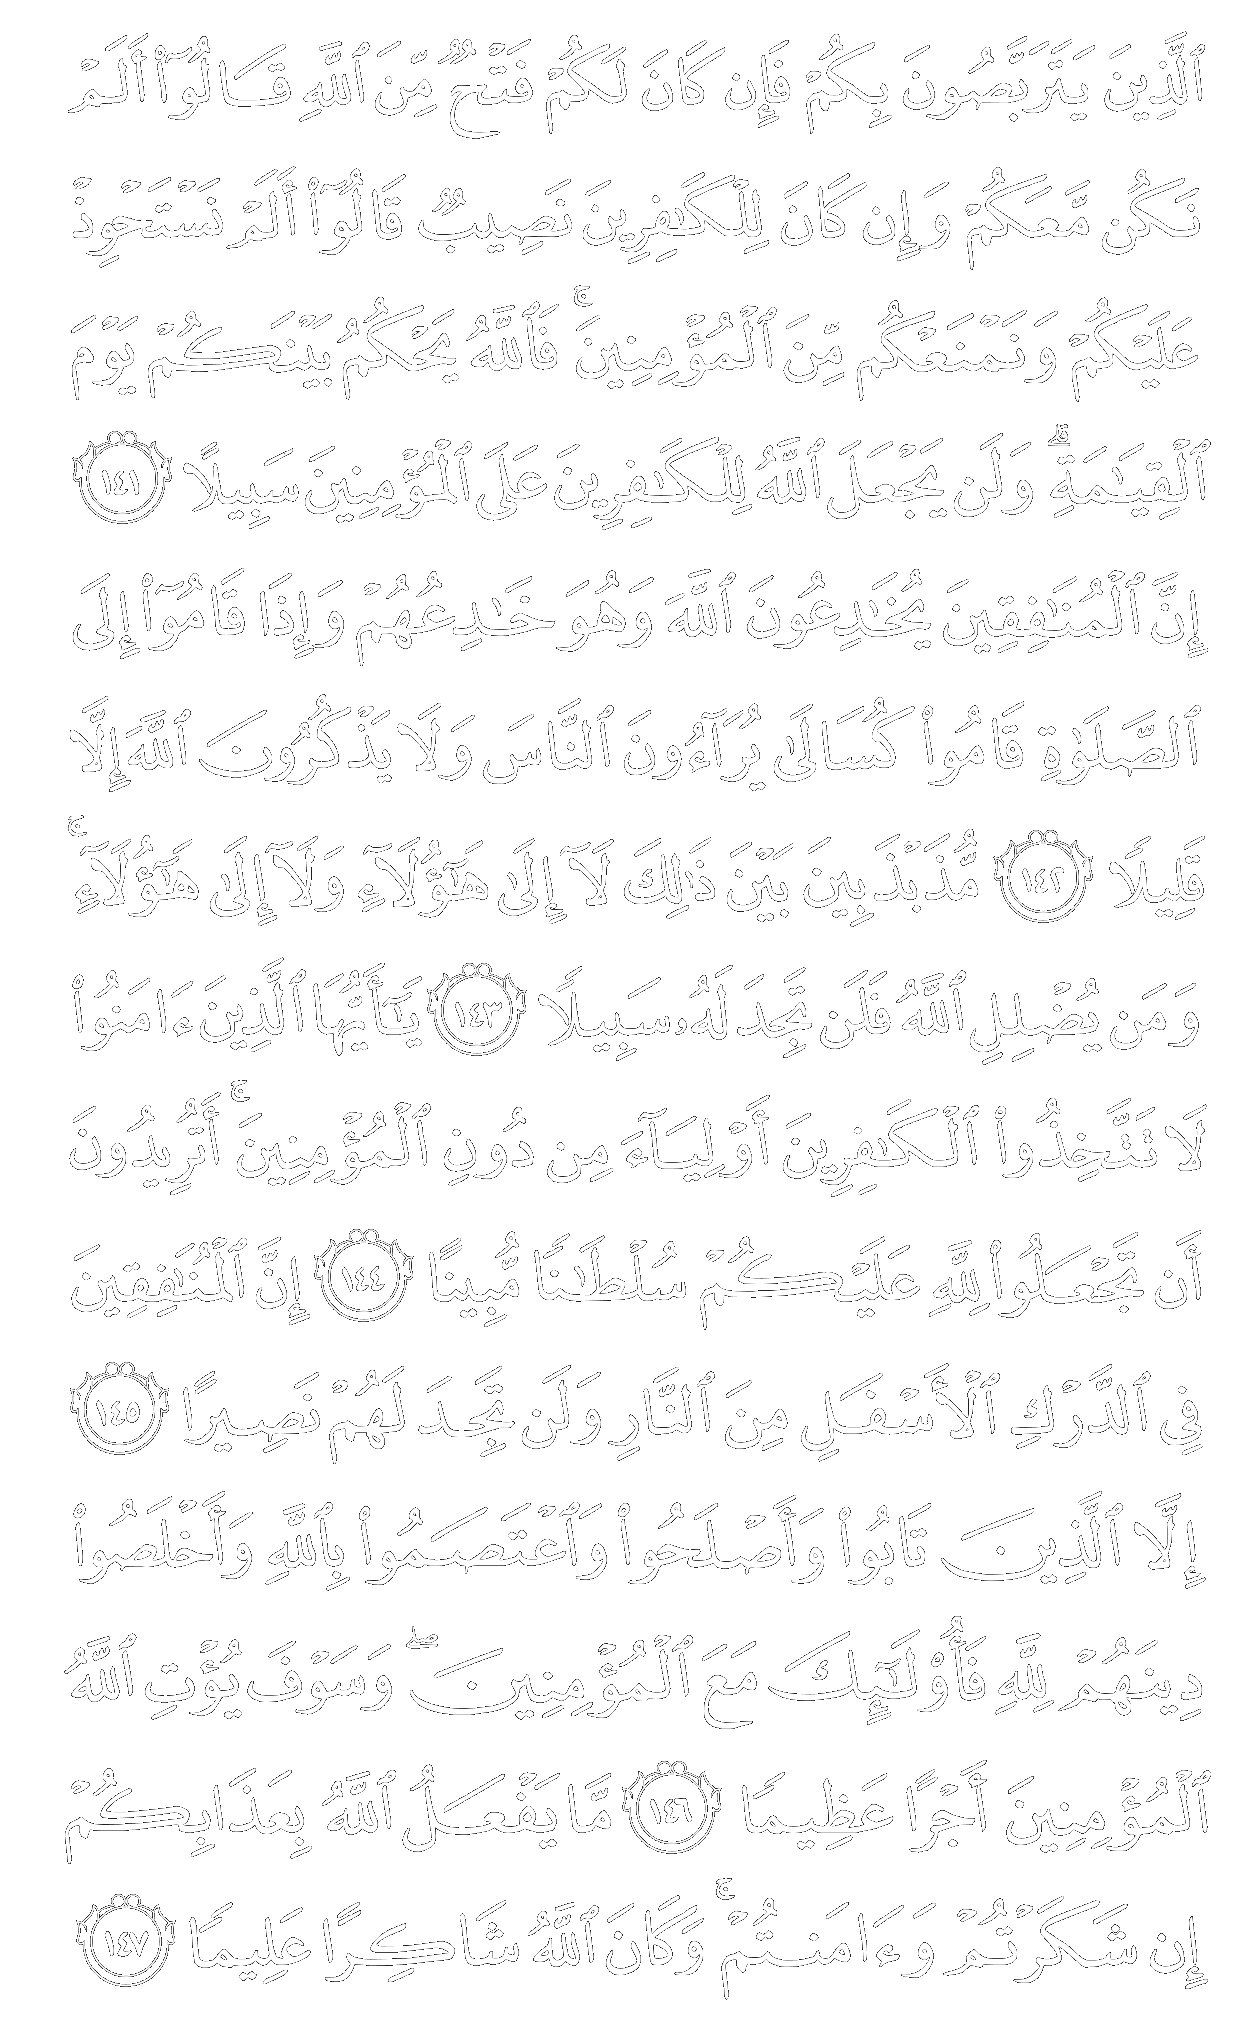 ٱلَّذِينَ يَتَرَبَّصُونَ بِكُمْ فَإِن كَانَ لَكُمْ فَتْحٌ مِّنَ ٱللَّهِ قَالُوٓا۟ أَلَمْ
نَكُن مَّعَكُمْ وَإِن كَانَ لِلْكَـٰفِرِينَ نَصِيبٌ قَالُوٓا۟ أَلَمْ نَسْتَحْوِذْ
عَلَيْكُمْ وَنَمْنَعْكُم مِّنَ ٱلْمُؤْمِنِينَ ۚ فَٱللَّهُ يَحْكُمُ بَيْنَكُمْ يَوْمَ
ٱلْقِيَـٰمَةِ ۗ وَلَن يَجْعَلَ ٱللَّهُ لِلْكَـٰفِرِينَ عَلَى ٱلْمُؤْمِنِينَ سَبِيلًا ١٤١
إِنَّ ٱلْمُنَـٰفِقِينَ يُخَـٰدِعُونَ ٱللَّهَ وَهُوَ خَـٰدِعُهُمْ وَإِذَا قَامُوٓا۟ إِلَى
ٱلصَّلَوٰةِ قَامُوا۟ كُسَالَىٰ يُرَآءُونَ ٱلنَّاسَ وَلَا يَذْكُرُونَ ٱللَّهَ إِلَّا
قَلِيلًا ١٤٢ مُّذَبْذَبِينَ بَيْنَ ذَٰلِكَ لَآ إِلَىٰ هَـٰٓؤُلَآءِ وَلَآ إِلَىٰ هَـٰٓؤُلَآءِ ۚ
وَمَن يُضْلِلِ ٱللَّهُ فَلَن تَجِدَ لَهُۥ سَبِيلًا ١٤٣ يَـٰٓأَيُّهَا ٱلَّذِينَ ءَامَنُوا۟
لَا تَتَّخِذُوا۟ ٱلْكَـٰفِرِينَ أَوْلِيَآءَ مِن دُونِ ٱلْمُؤْمِنِينَ ۚ أَتُرِيدُونَ
أَن تَجْعَلُوا۟ لِلَّهِ عَلَيْكُمْ سُلْطَـٰنًا مُّبِينًا ١٤٤ إِنَّ ٱلْمُنَـٰفِقِينَ
فِى ٱلدَّرْكِ ٱلْأَسْفَلِ مِنَ ٱلنَّارِ وَلَن تَجِدَ لَهُمْ نَصِيرًا ١٤٥
إِلَّا ٱلَّذِينَ تَابُوا۟ وَأَصْلَحُوا۟ وَٱعْتَصَمُوا۟ بِٱللَّهِ وَأَخْلَصُوا۟
دِينَهُمْ لِلَّهِ فَأُو۟لَـٰٓئِكَ مَعَ ٱلْمُؤْمِنِينَ ۖ وَسَوْفَ يُؤْتِ ٱللَّهُ
ٱلْمُؤْمِنِينَ أَجْرًا عَظِيمًا ١٤٦ مَّا يَفْعَلُ ٱللَّهُ بِعَذَابِكُمْ
إِن شَكَرْتُمْ وَءَامَنتُمْ ۚ وَكَانَ ٱللَّهُ شَاكِرًا عَلِيمًا ١٤٧